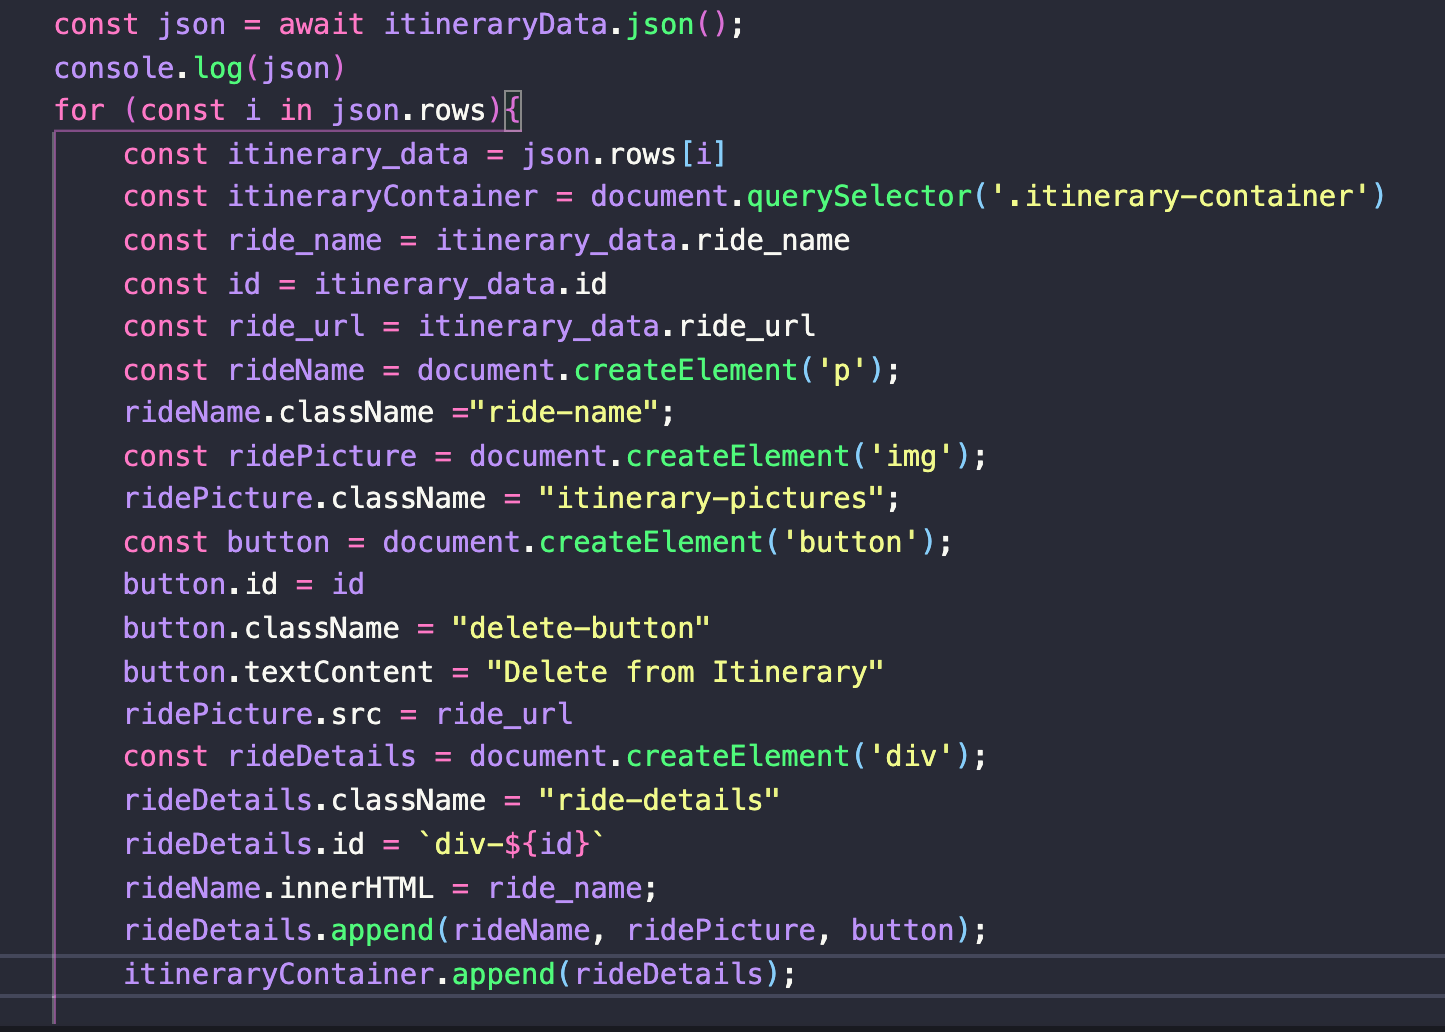 const json = await itineraryData.json();
console.log(json)
for (const i in json.rows){
    const itinerary_data = json.rows[i]
    const itineraryContainer = document.querySelector('.itinerary-container')
    const ride_name = itinerary_data.ride_name
    const id = itinerary_data.id
    const ride_url = itinerary_data.ride_url
    const rideName = document.createElement('p');
    rideName.className ="ride-name";
    const ridePicture = document.createElement('img');
    ridePicture.className = "itinerary-pictures";
    const button = document.createElement('button');
    button.id = id
    button.className = "delete-button"
    button.textContent = "Delete from Itinerary"
    ridePicture.src = ride_url
    const rideDetails = document.createElement('div');
    rideDetails.className = "ride-details"
    rideDetails.id = `div-${id}`
    rideName.innerHTML = ride_name;
    rideDetails.append(rideName, ridePicture, button);
    itineraryContainer.append(rideDetails);